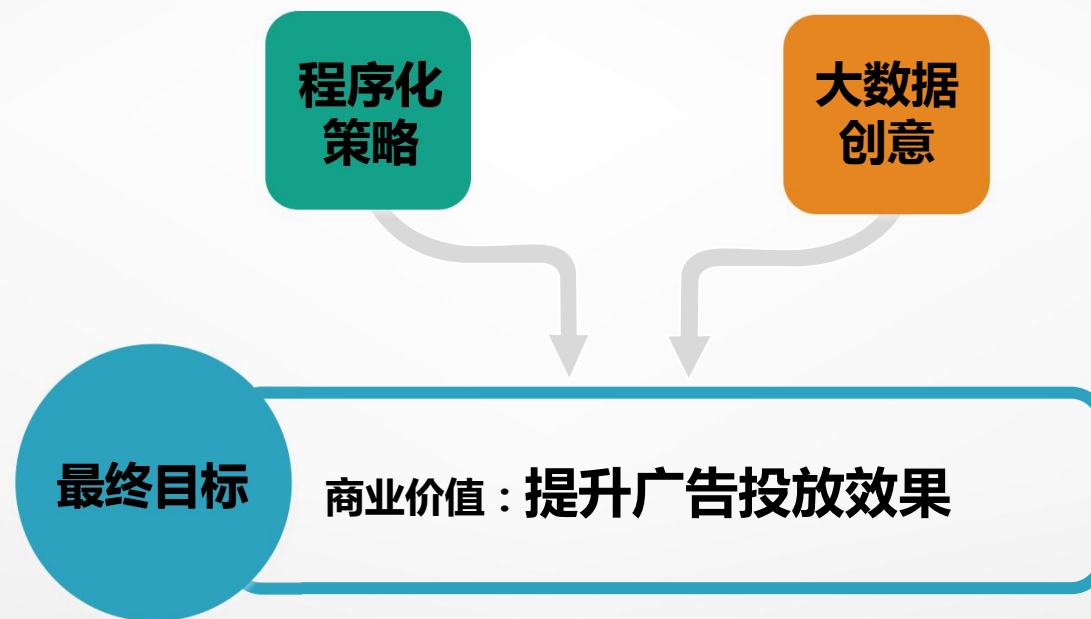 程序化
策略
大数据
创意
最终目标
商业价值：提升广告投放效果